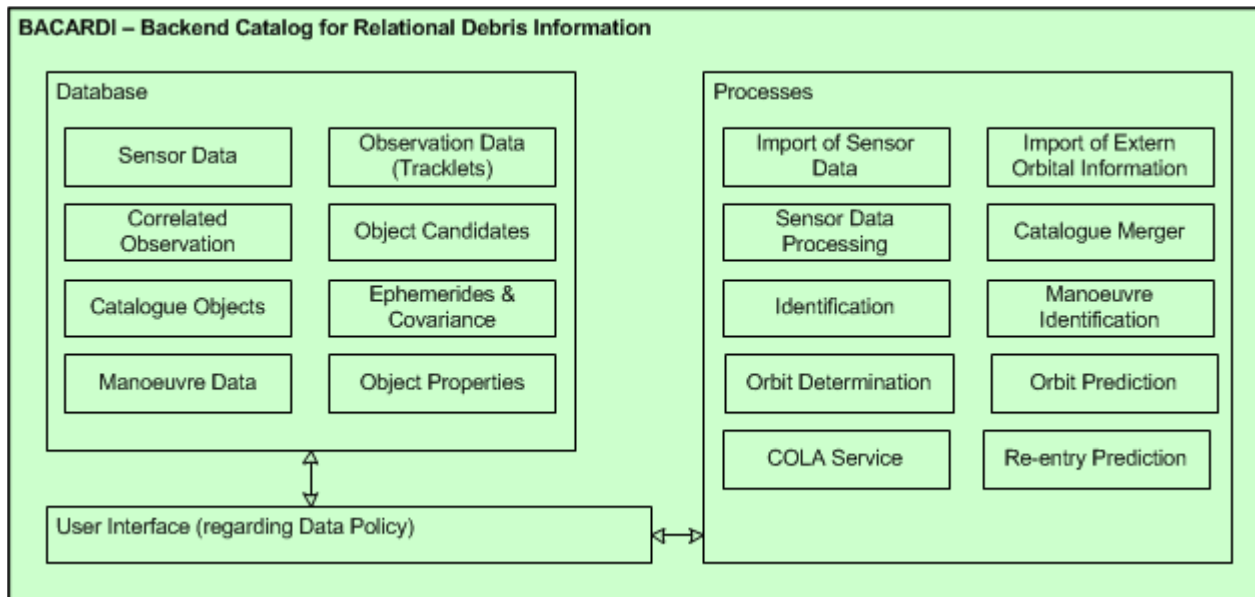 BACARDI – Backend Catalog for Relational Debris Information
Database
Sensor Data
Observation Data
(Tracklets)
Correlated
Observation
Object Candidates
Catalogue Objects
Ephemerides &
Covariance
Manoeuvre Data
Object Properties
User Interface (regarding Data Policy)
Processes
Import of Sensor
Data
Import of Extern
Orbital Information
Sensor Data
Processing
Catalogue Merger
Identification
Manoeuvre
Identification
Orbit Determination
Orbit Prediction
COLA Service
Re-entry Prediction